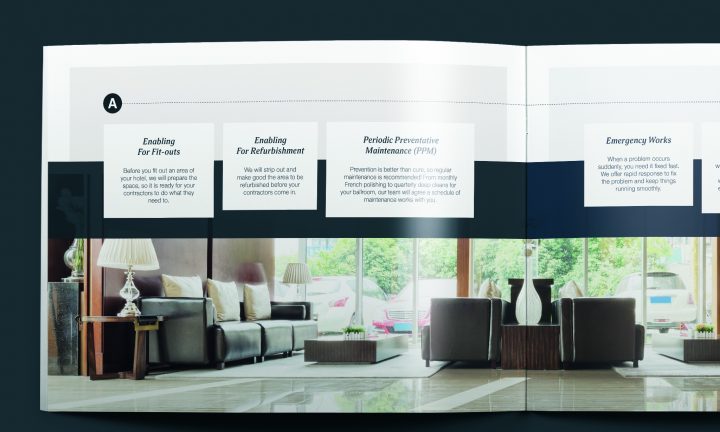 A
Enabling
For Fit-outs
Before you fit out an area of
your hotel, we will prepare the
space, so it is ready for your
contractors to do what they
need to.
Enabling
For Refurbishment
We will strip out and
make good the area to be
refurbished before your
contractors come in.
Periodic Preventative
Maintenance (PPM)
Prevention is better than cure, so regular
maintenance is recommended. From monthly
French polishing to quarterly deep cleans for
your ballroom, our team will agree a schedule of
maintenance works with you.
Emergency Works
When a problem occurs
suddenly, you need it fixed fast.
We offer rapid response to fix
the problem and keep things
running smoothly.